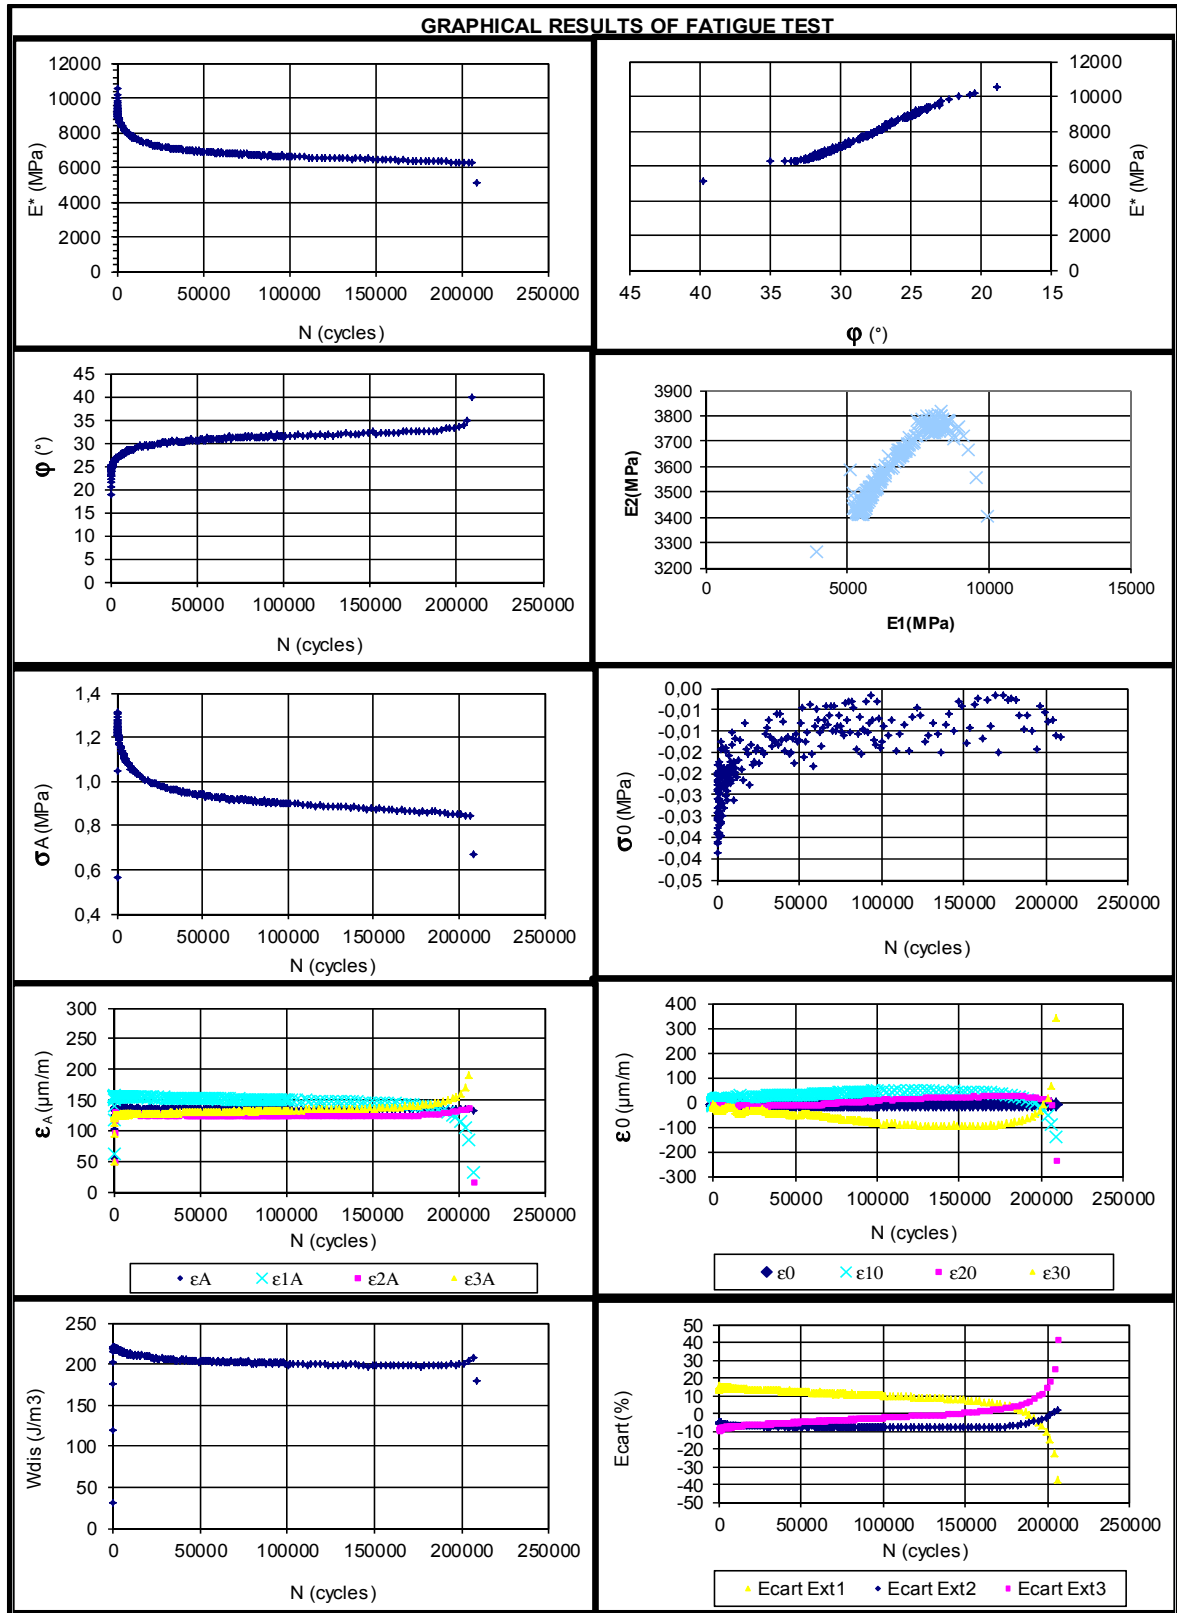 GRAPHICAL RESULTS OF FATIGUE TEST
12000
10000
8000
6000
4000
2000
0
E* (MPa)
0 50000 100000 150000 200000 250000
N (cycles)
12000
10000
8000
6000
4000
2000
0
E* (MPa)
45 40 35 30 25 20 15
φ (°)
45
40
35
30
25
20
15
10
5
0
φ (°)
0 50000 100000 150000 200000 250000
N (cycles)
3900
3800
3700
3600
3500
3400
3300
3200
E2(MPa)
0 5000 10000 15000
E1(MPa)
1,4
1,2
1,0
0,8
0,6
0,4
σA (MPa)
0 50000 100000 150000 200000 250000
N (cycles)
0,00
-0,01
-0,01
-0,02
-0,02
-0,03
-0,03
-0,04
-0,04
-0,05
σ0 (MPa)
0 50000 100000 150000 200000 250000
N (cycles)
300
250
200
150
100
50
0
εA (µm/m)
0 50000 100000 150000 200000 250000
N (cycles)
εA ε1A ε2A ε3A
400
300
200
100
0
-100
-200
-300
ε0 (µm/m)
0 50000 100000 150000 200000 250000
N (cycles)
ε0 ε10 ε20 ε30
250
200
150
100
50
0
Wdis (J/m3)
0 50000 100000 150000 200000 250000
N (cycles)
50
40
30
20
10
0
-10
-20
-30
-40
-50
Ecart(%)
0 50000 100000 150000 200000 250000
N (cycles)
Ecart Ext1 Ecart Ext2 Ecart Ext3